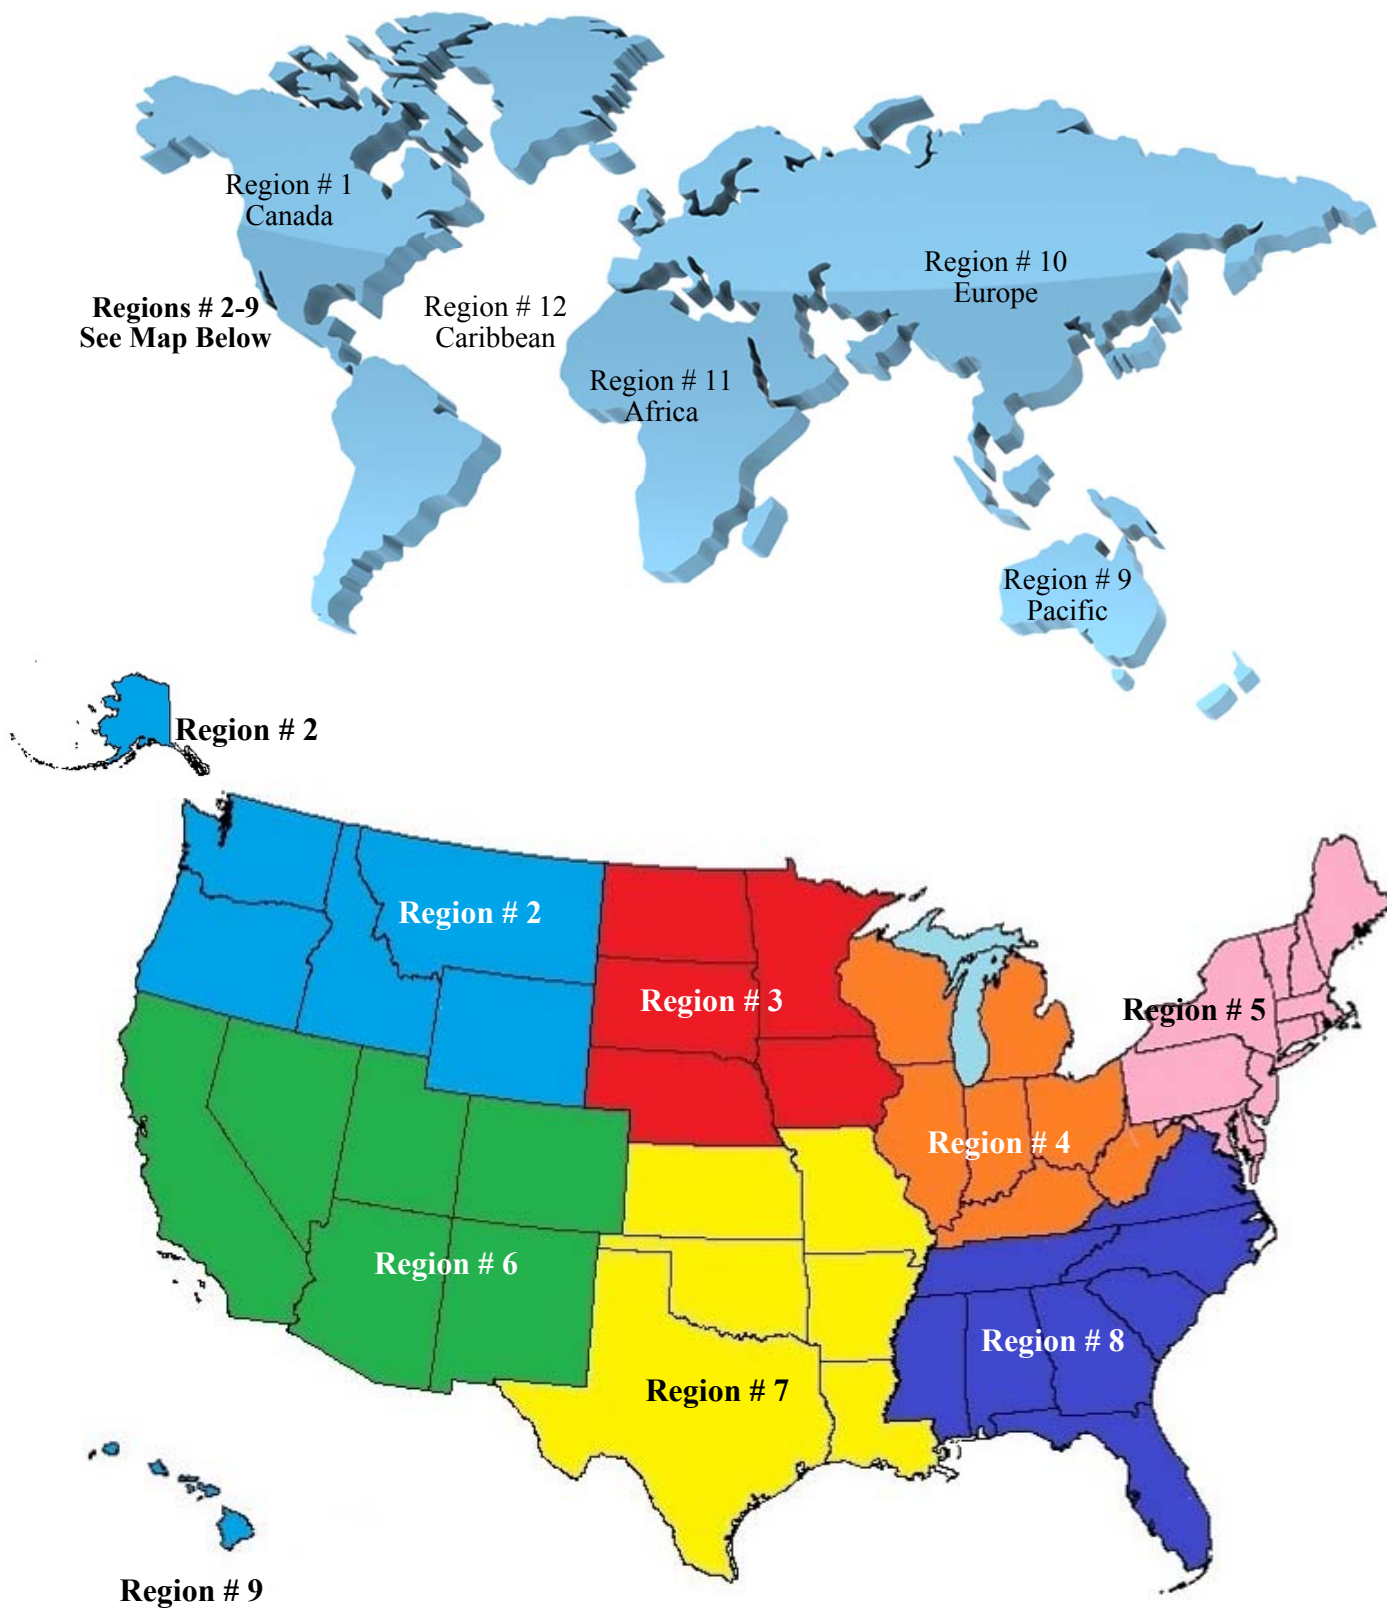 Region # 1
Canada
Region # 10
Europe
Regions # 2-9
See Map Below
Region # 12
Caribbean
Region # 11
Africa
Region # 9
Pacific
Region # 2
Region # 2
Region # 3
Region # 5
Region # 4
Region # 6
Region # 8
Region # 7
Region # 9